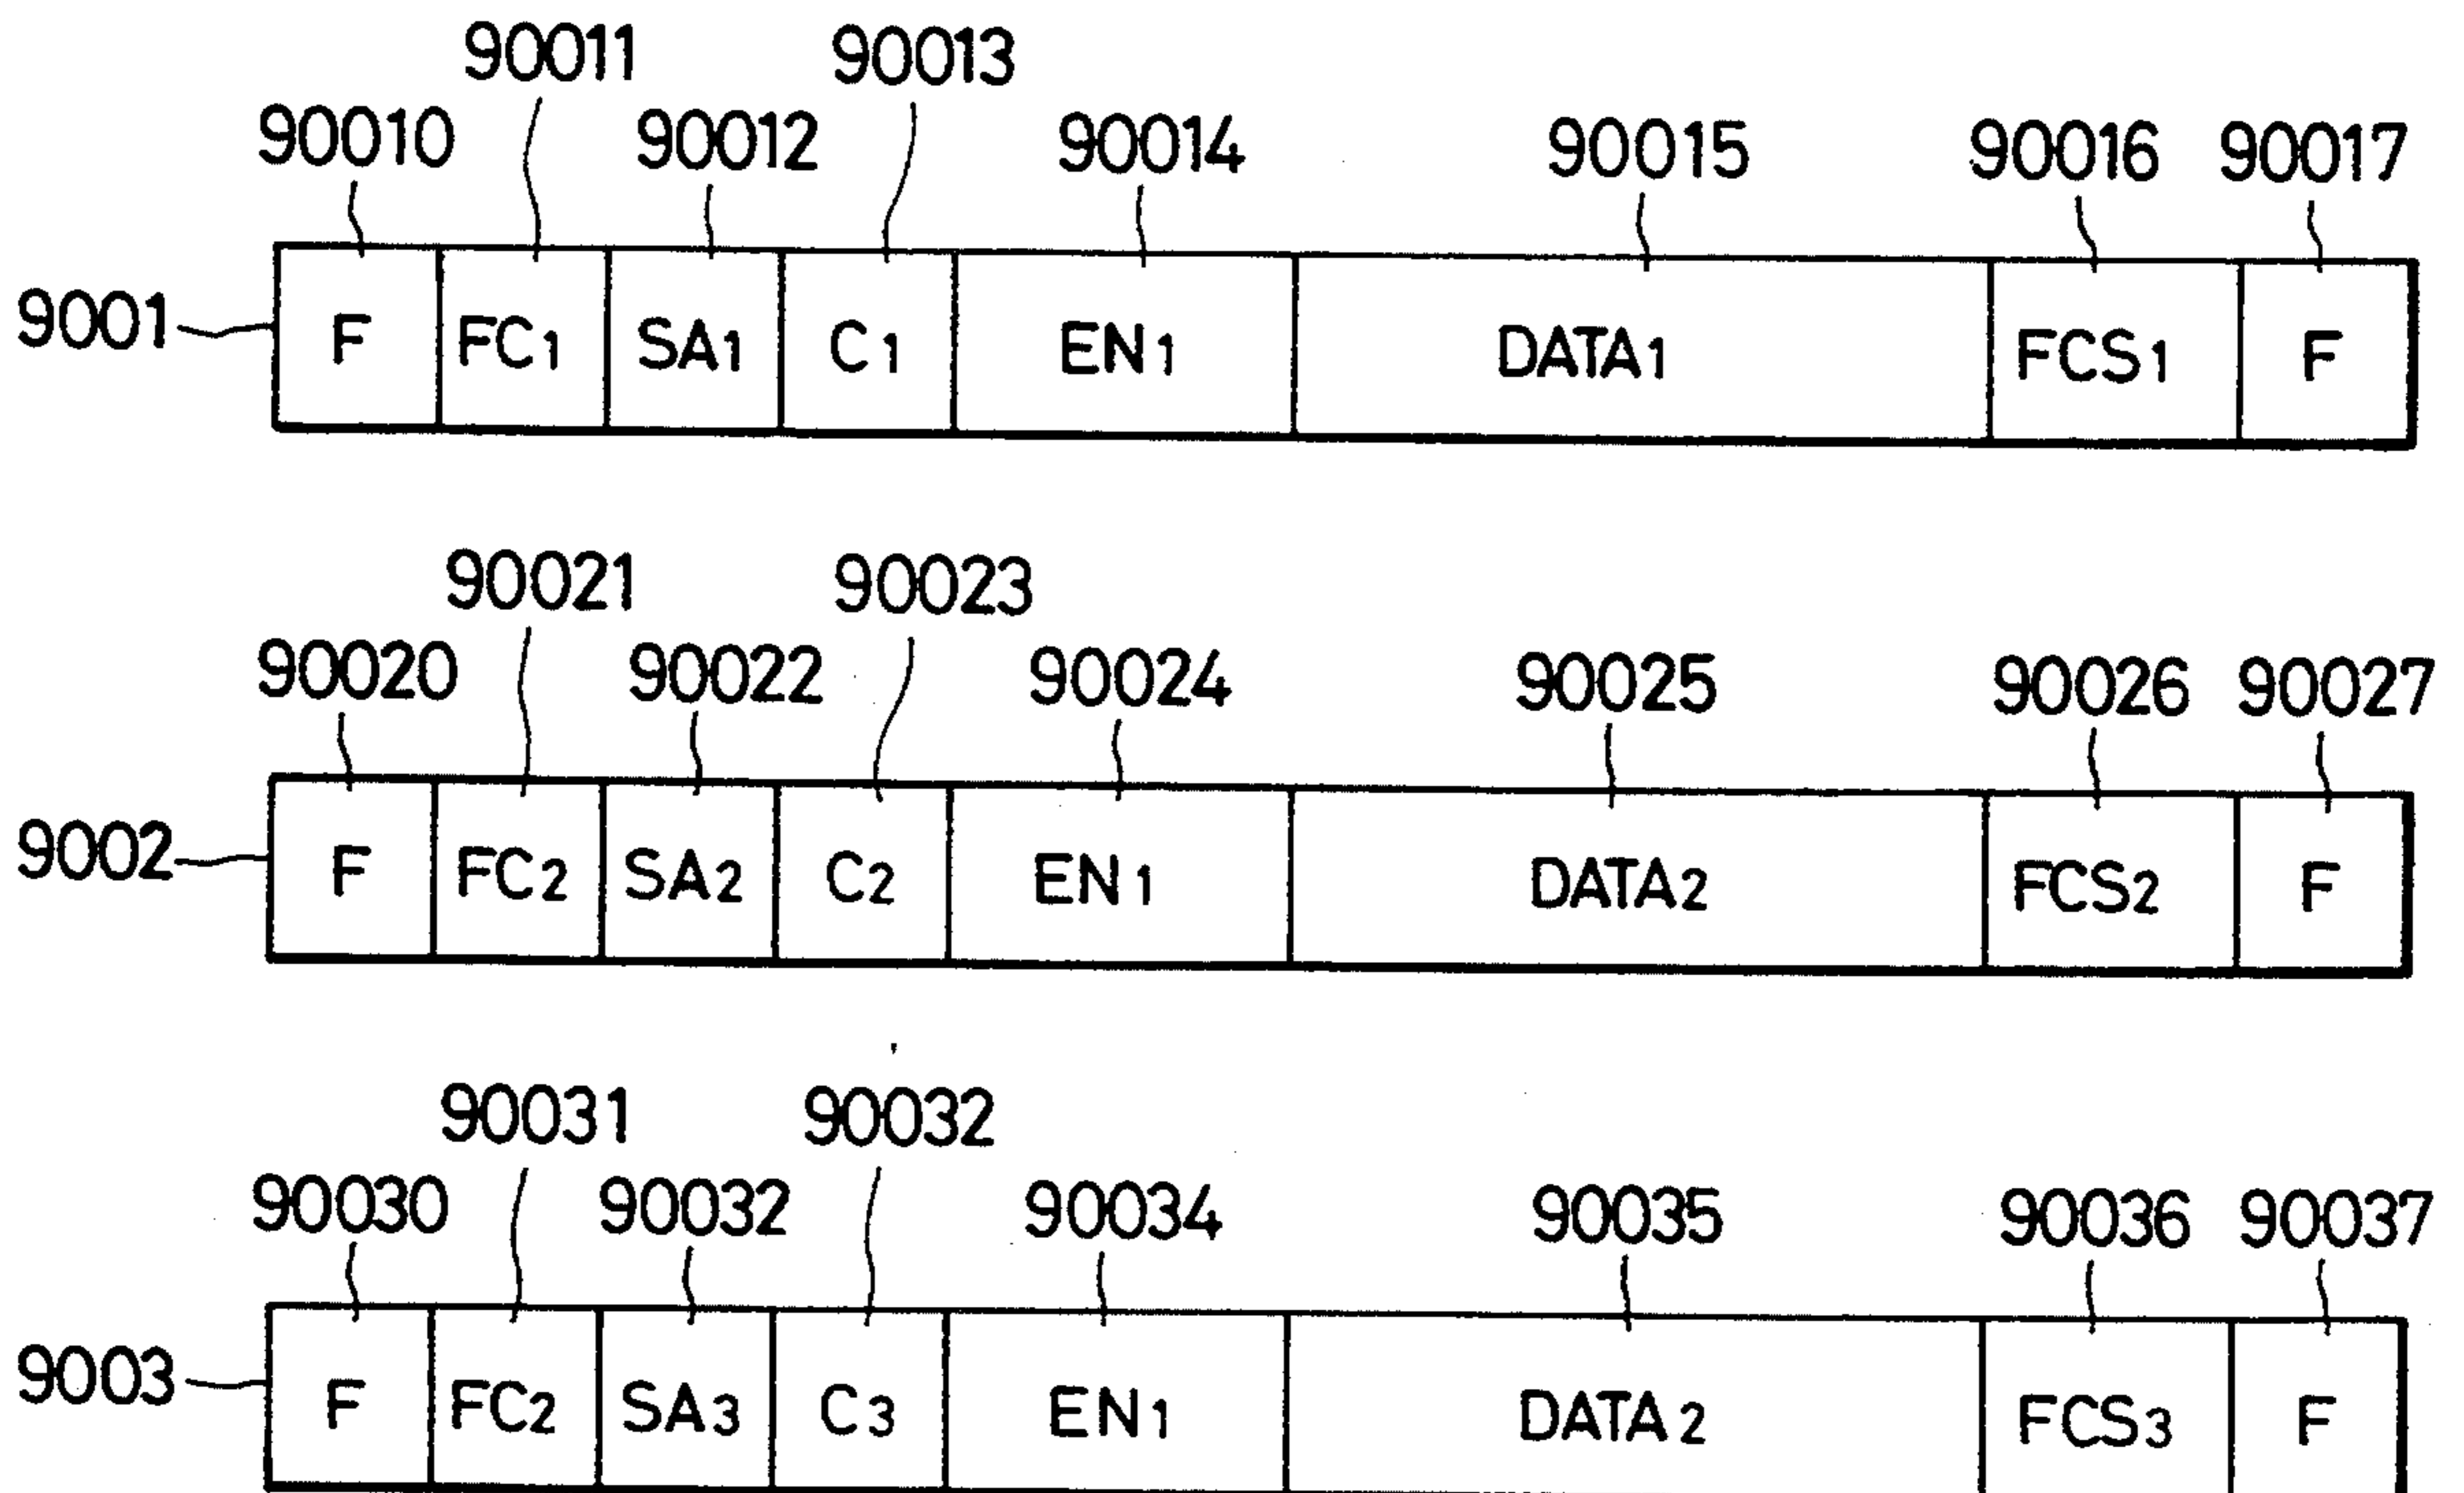 90011 90013
90010 90012 90014 90015 90016 90017
9001 F FC1 SA1 C1 EN1 DATA1 FCS1 F
90021 90023
90020 90022 90024 90025 90026 90027
9002 F FC2 SA2 C2 EN1 DATA2 FCS2 F
90031 90032
90030 90032 90034 90035 90036 90037
9003 F FC2 SA3 C3 EN1 DATA2 FCS3 F